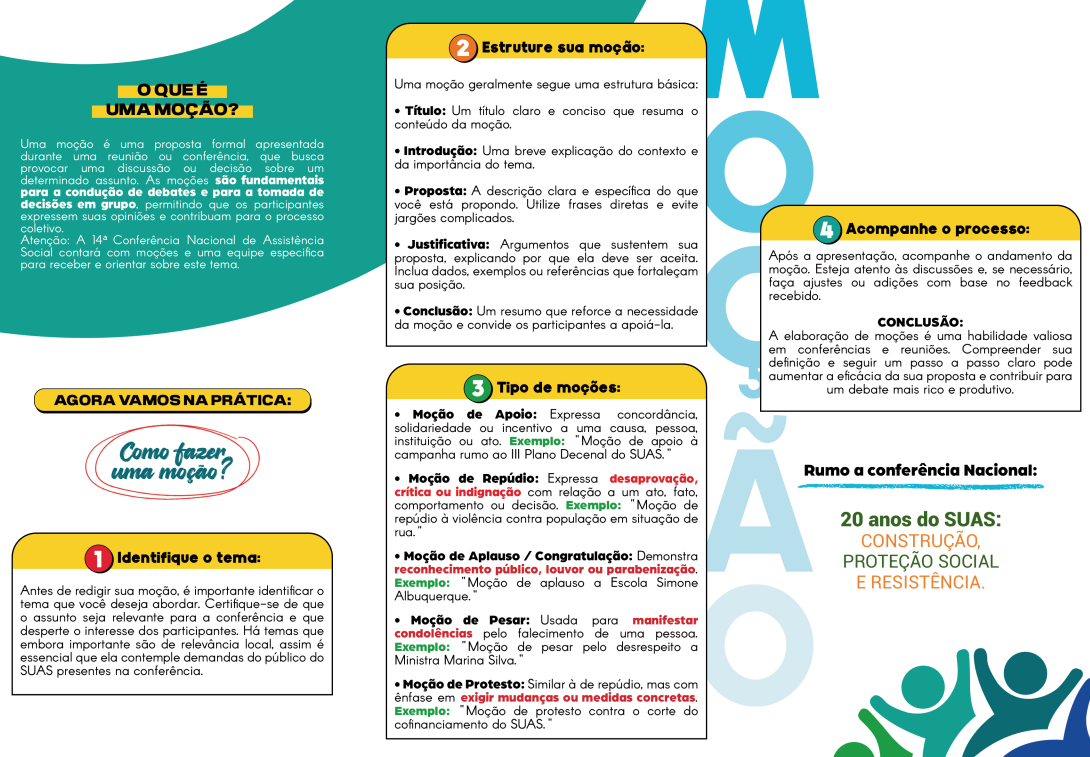 O QUE É
UMA MOÇÃO?
Uma moção é uma proposta formal apresentada
durante uma reunião ou conferência, que busca
provocar uma discussão ou decisão sobre um
determinado assunto. As moções são fundamentais
para a condução de debates e para a tomada de
decisões em grupo, permitindo que os participantes
expressem suas opiniões e contribuam para o processo
coletivo.
Atenção: A 14ª Conferência Nacional de Assistência
Social contará com moções e uma equipe específica
para receber e orientar sobre este tema.
AGORA VAMOS NA PRÁTICA:
Como fazer
uma moção?
1 Identifique o tema:
Antes de redigir sua moção, é importante identificar o
tema que você deseja abordar. Certifique-se de que
o assunto seja relevante para a conferência e que
desperte o interesse dos participantes. Há temas que
embora importante são de relevância local, assim é
essencial que ela contemple demandas do público do
SUAS presentes na conferência.
2 Estruture sua moção:
Uma moção geralmente segue uma estrutura básica:
• Título: Um título claro e conciso que resuma o
conteúdo da moção.
• Introdução: Uma breve explicação do contexto e
da importância do tema.
• Proposta: A descrição clara e específica do que
você está propondo. Utilize frases diretas e evite
jargões complicados.
• Justificativa: Argumentos que sustentem sua
proposta, explicando por que ela deve ser aceita.
Inclua dados, exemplos ou referências que fortaleçam
sua posição.
• Conclusão: Um resumo que reforce a necessidade
da moção e convide os participantes a apoiá-la.
3 Tipo de moções:
• Moção de Apoio: Expressa concordância,
solidariedade ou incentivo a uma causa, pessoa,
instituição ou ato. Exemplo: "Moção de apoio à
campanha rumo ao III Plano Decenal do SUAS."
• Moção de Repúdio: Expressa desaprovação,
crítica ou indignação com relação a um ato, fato,
comportamento ou decisão. Exemplo: "Moção de
repúdio à violência contra população em situação de
rua."
• Moção de Aplauso / Congratulação: Demonstra
reconhecimento público, louvor ou parabenização.
Exemplo: "Moção de aplauso a Escola Simone
Albuquerque."
• Moção de Pesar: Usada para manifestar
condolências pelo falecimento de uma pessoa.
Exemplo: "Moção de pesar pelo desrespeito a
Ministra Marina Silva."
• Moção de Protesto: Similar à de repúdio, mas com
ênfase em exigir mudanças ou medidas concretas.
Exemplo: "Moção de protesto contra o corte do
cofinanciamento do SUAS."
MOÇÃO
4 Acompanhe o processo:
Após a apresentação, acompanhe o andamento da
moção. Esteja atento às discussões e, se necessário,
faça ajustes ou adições com base no feedback
recebido.
CONCLUSÃO:
A elaboração de moções é uma habilidade valiosa
em conferências e reuniões. Compreender sua
definição e seguir um passo a passo claro pode
aumentar a eficácia da sua proposta e contribuir para
um debate mais rico e produtivo.
Rumo a conferência Nacional:
20 anos do SUAS:
CONSTRUÇÃO,
PROTEÇÃO SOCIAL
E RESISTÊNCIA.